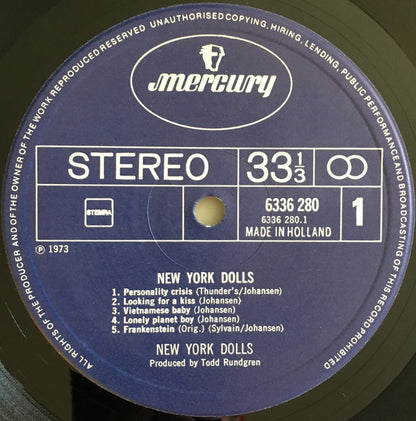 ALL RIGHTS OF THE PRODUCER AND OF THE OWNER OF THE WORK REPRODUCED RESERVED UNAUTHORISED COPYING, HIRING, LENDING, PUBLIC PERFORMANCE AND BROADCASTING OF THIS RECORD PROHIBITED
mercury
STEREO 33 1/3
STEMRA
6336 280
6336 280.1
MADE IN HOLLAND
1
℗ 1973
NEW YORK DOLLS
1. Personality crisis (Thunder's/Johansen)
2. Looking for a kiss (Johansen)
3. Vietnamese baby (Johansen)
4. Lonely planet boy (Johansen)
5. Frankenstein (Orig.) (Sylvain/Johansen)
NEW YORK DOLLS
Produced by Todd Rundgren